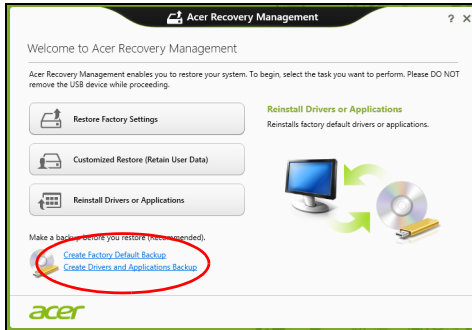 Acer Recovery Management
? X
Welcome to Acer Recovery Management
Acer Recovery Management enables you to restore your system. To begin, select the task you want to perform. Please DO NOT
remove the USB device while proceeding.
Restore Factory Settings
Customized Restore (Retain User Data)
Reinstall Drivers or Applications
Reinstall Drivers or Applications
Reinstalls factory default drivers or applications.
Make a backup before you restore (Recommended).
Create Factory Default Backup
Create Drivers and Applications Backup
acer